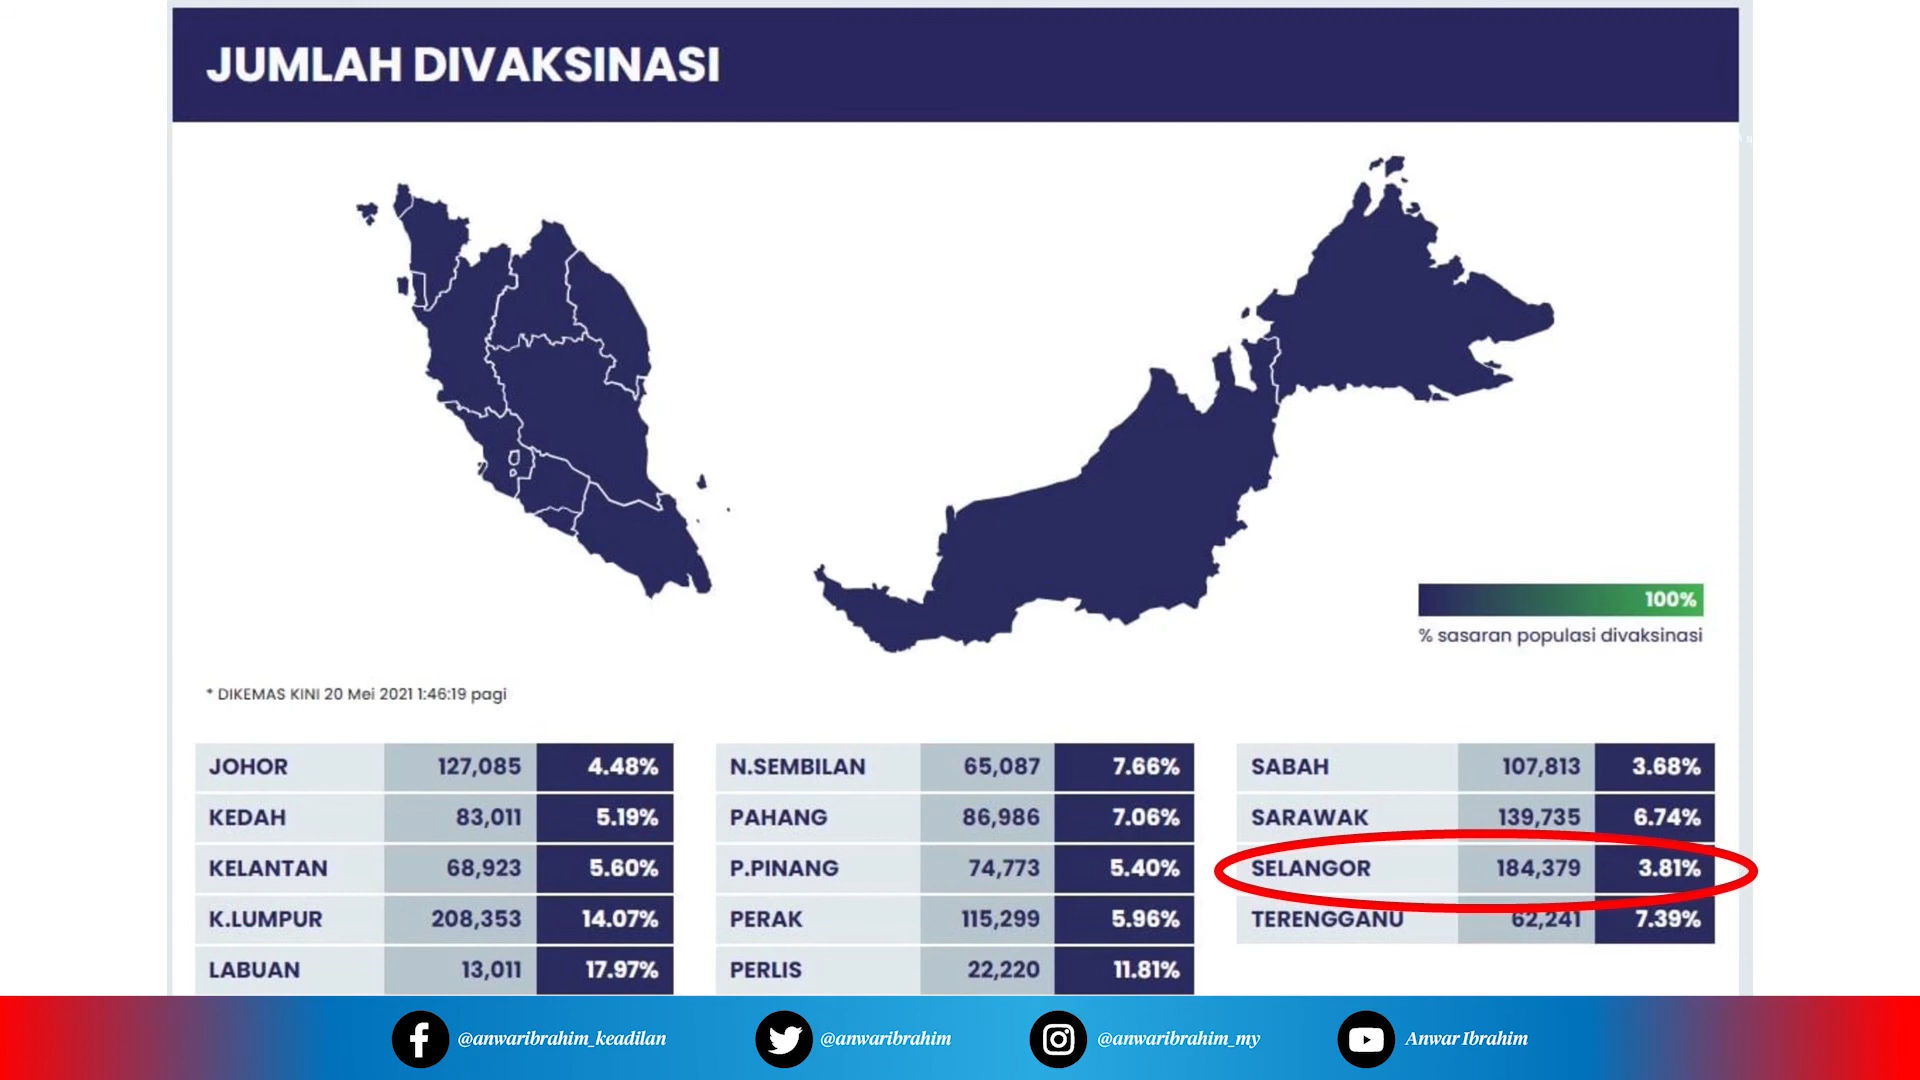 JUMLAH DIVAKSINASI
100%
% sasaran populasi divaksinasi
* DIKEMAS KINI 20 Mei 2021 1:46:19 pagi
JOHOR 127,085 4.48%
KEDAH 83,011 5.19%
KELANTAN 68,923 5.60%
K.LUMPUR 208,353 14.07%
LABUAN 13,011 17.97%
N.SEMBILAN 65,087 7.66%
PAHANG 86,986 7.06%
P.PINANG 74,773 5.40%
PERAK 115,299 5.96%
PERLIS 22,220 11.81%
SABAH 107,813 3.68%
SARAWAK 139,735 6.74%
SELANGOR 184,379 3.81%
TERENGGANU 62,241 7.39%
@anwaribrahim_keadilan
@anwaribrahim
@anwaribrahim_my
Anwar Ibrahim